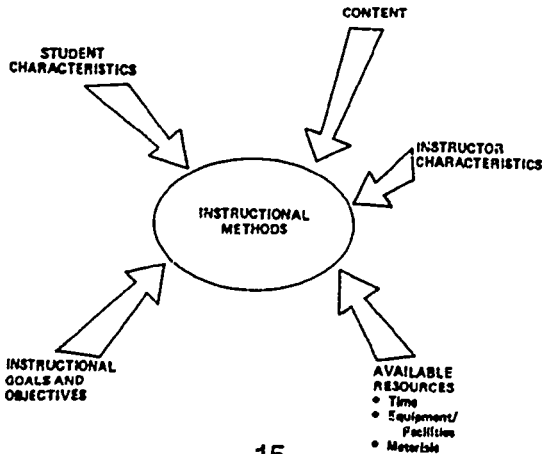 CONTENT
STUDENT
CHARACTERISTICS
INSTRUCTOR
CHARACTERISTICS
INSTRUCTIONAL
METHODS
INSTRUCTIONAL
GOALS AND
OBJECTIVES
AVAILABLE
RESOURCES
• Time
• Equipment/
Facilities
• Materials
15